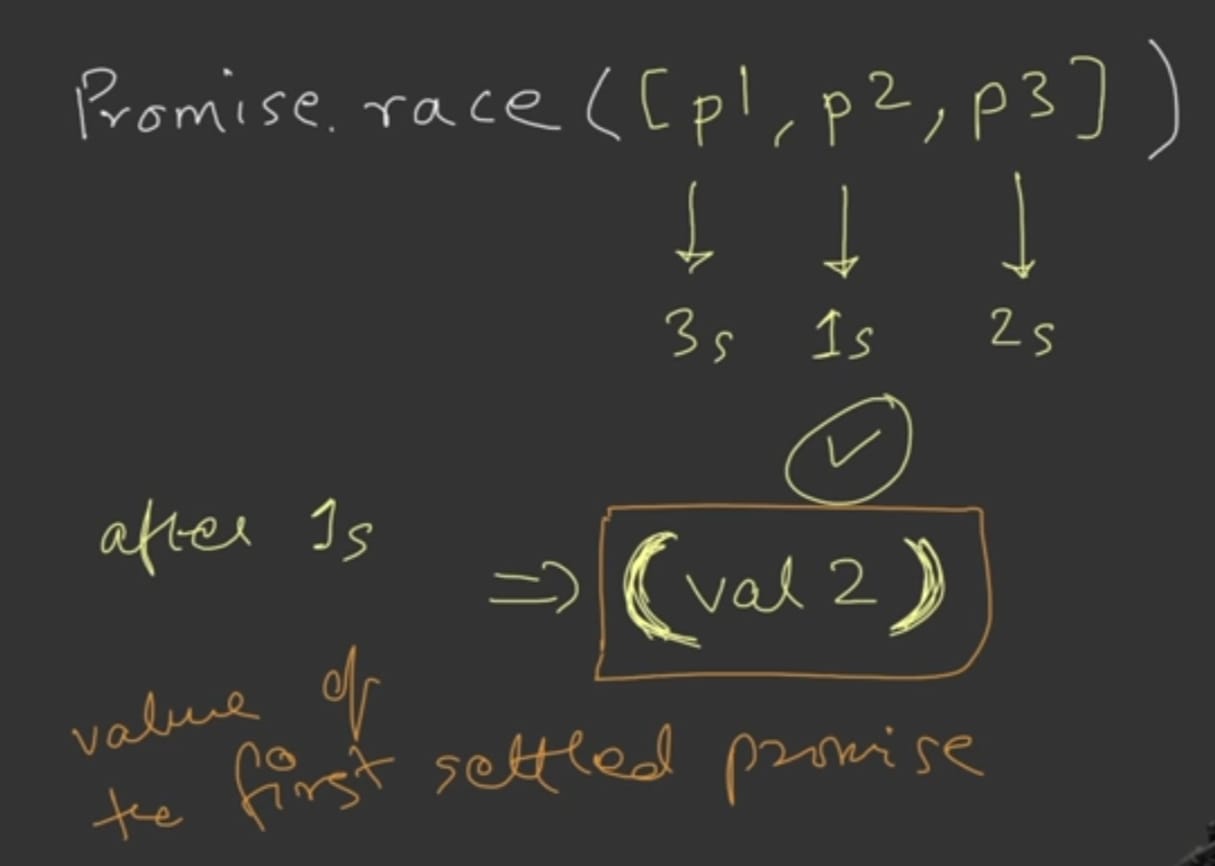 Promise.race([p1, p2, p3])
3s 1s 2s
after 1s
=> (val 2)
value of
the first settled promise